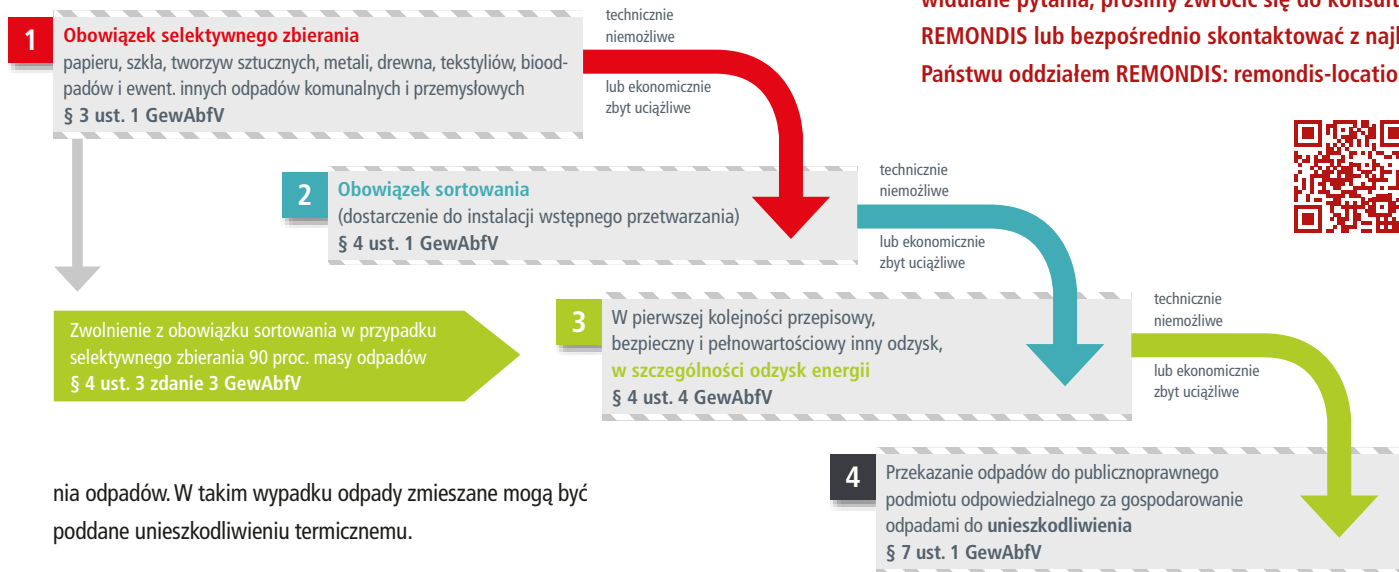 widualne pytania, prosimy zwrócić się do
REMONDIS lub bezpośrednio skontaktować z
Państwu oddziałem REMONDIS:
1
Obowiązek selektywnego zbierania
papieru, szkła, tworzyw sztucznych, metali, drewna, tekstyliów, biood-
padów i ewent. innych odpadów komunalnych i przemysłowych
§ 3 ust. 1 GewAbfV
technicznie
niemożliwe
lub ekonomicznie
zbyt uciążliwe
2
Obowiązek sortowania
(dostarczenie do instalacji wstępnego przetwarzania)
§ 4 ust. 1 GewAbfV
technicznie
niemożliwe
lub ekonomicznie
zbyt uciążliwe
Zwolnienie z obowiązku sortowania w przypadku
selektywnego zbierania 90 proc. masy odpadów
§ 4 ust. 3 zdanie 3 GewAbfV
3
W pierwszej kolejności przepisowy,
bezpieczny i pełnowartościowy inny odzysk,
w szczególności odzysk energii
§ 4 ust. 4 GewAbfV
technicznie
niemożliwe
lub ekonomicznie
zbyt uciążliwe
4
Przekazanie odpadów do publicznoprawnego
podmiotu odpowiedzialnego za gospodarowanie
odpadami do unieszkodliwienia
§ 7 ust. 1 GewAbfV
nia odpadów. W takim wypadku odpady zmieszane mogą być
poddane unieszkodliwieniu termicznemu.